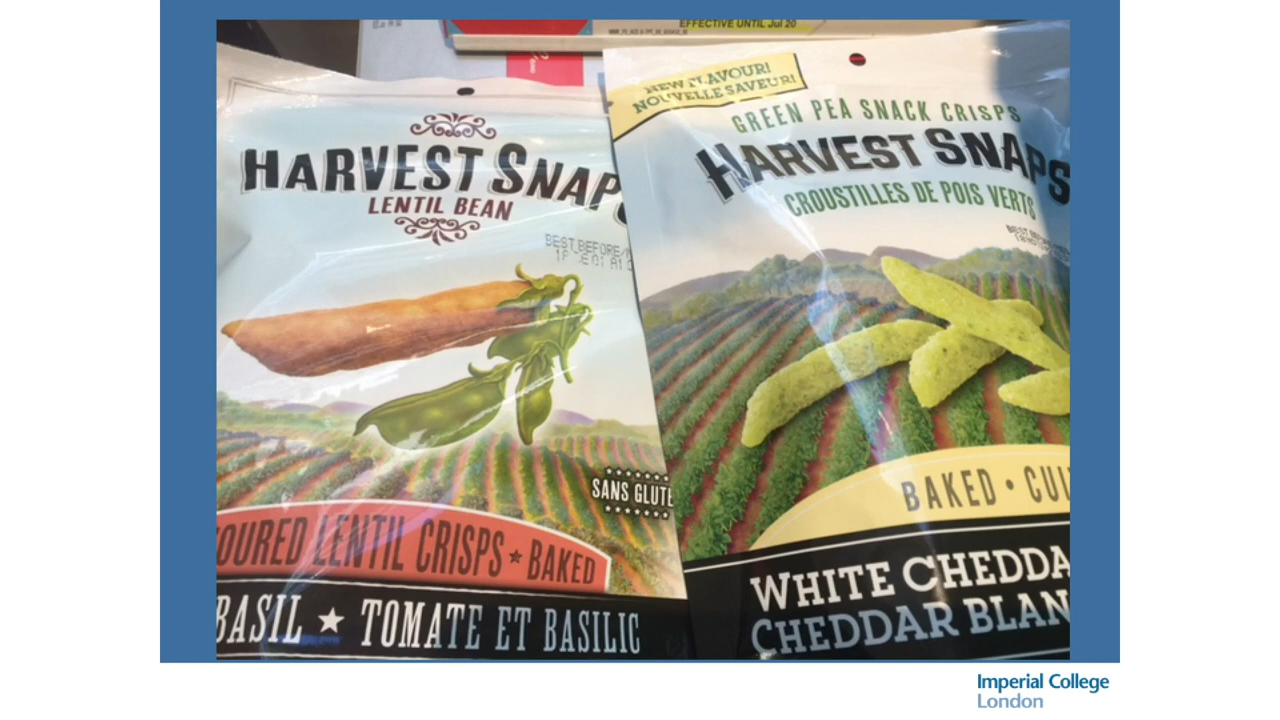 EFFECTIVE UNTIL Jul 20
HARVEST SNAP
LENTIL BEAN
BEST BEFORE/
SANS GLUTE
OURED LENTIL CRISPS ★ BAKED
BASIL ★ TOMATE ET BASILIC
NEW FLAVOUR!
NOUVELLE SAVEUR!
GREEN PEA SNACK CRISPS
HARVEST SNAPS
CROUSTILLES DE POIS VERTS
BEST
BAKED • CUI
WHITE CHEDDA
CHEDDAR BLAN
Imperial College
London